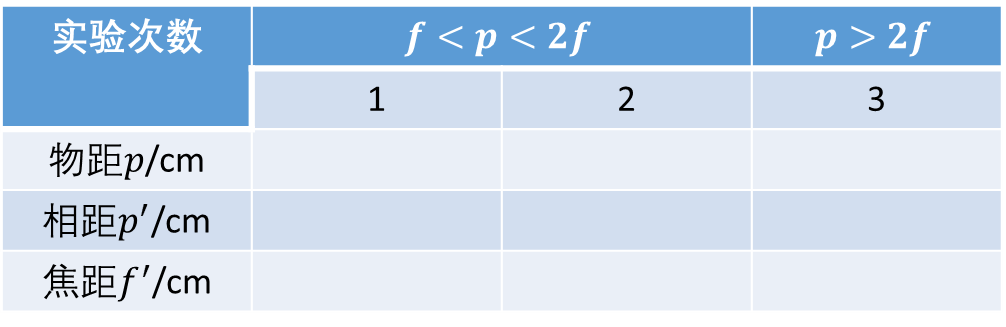 实验次数 f < p < 2f p > 2f
1 2 3
物距p/cm
相距p′/cm
焦距f′/cm